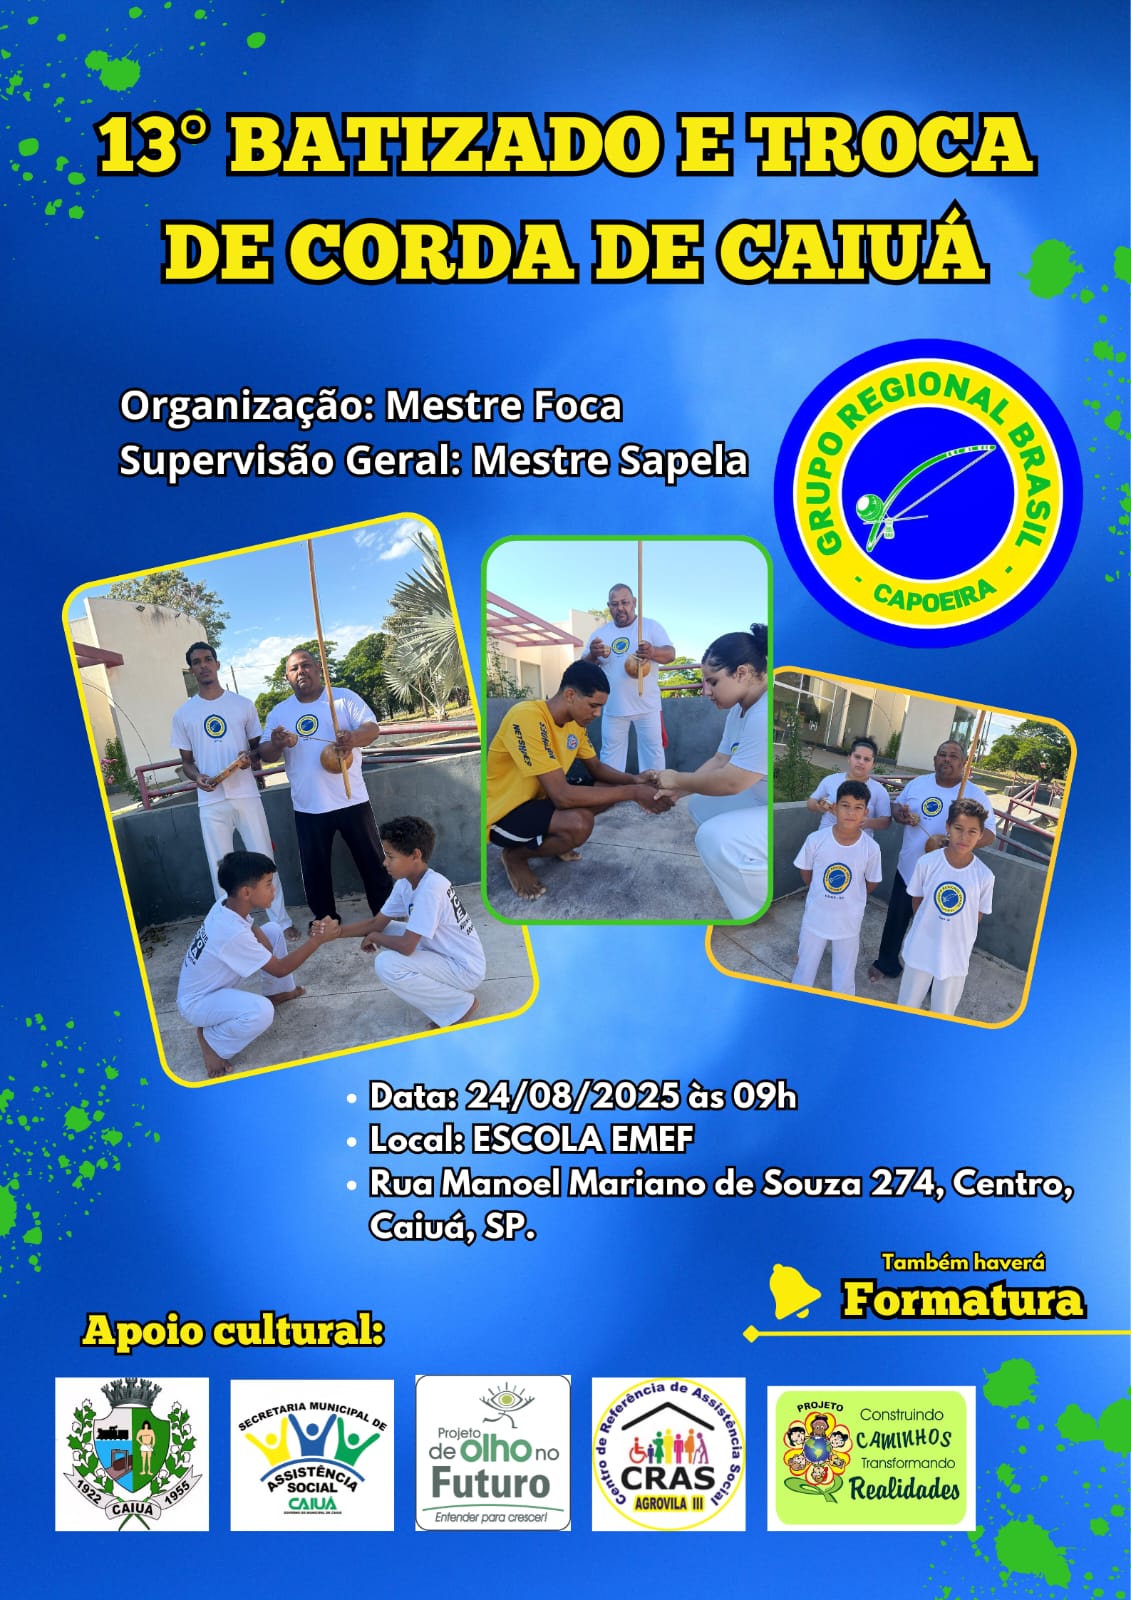 13° BATIZADO E TROCA
DE CORDA DE CAIUÁ
Organização: Mestre Foca
Supervisão Geral: Mestre Sapela
GRUPO REGIONAL BRASIL
- CAPOEIRA -
• Data: 24/08/2025 às 09h
• Local: ESCOLA EMEF
• Rua Manoel Mariano de Souza 274, Centro,
Caiuá, SP.
Também haverá
Formatura
Apoio cultural:
1922 CAIUÁ 1955
SECRETARIA MUNICIPAL DE
ASSISTÊNCIA
SOCIAL
CAIUÁ
Projeto
de olho no
Futuro
Entender para crescer!
Centro de Referência de Assistência Social
CRAS
AGROVILA III
PROJETO
Construindo
CAMINHOS
Transformando
Realidades